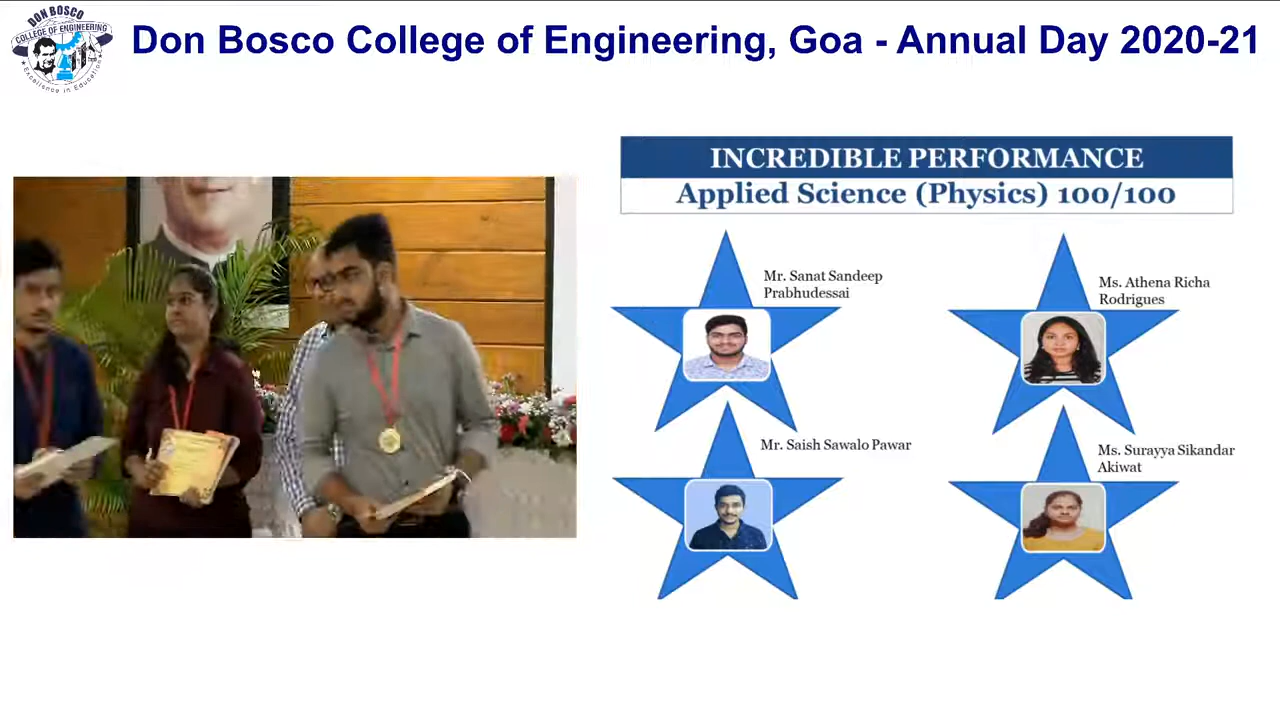 DON BOSCO
COLLEGE OF ENGINEERING
Excellence in Education
Don Bosco College of Engineering, Goa - Annual Day 2020-21
INCREDIBLE PERFORMANCE
Applied Science (Physics) 100/100
Mr. Sanat Sandeep
Prabhudessai
Ms. Athena Richa
Rodrigues
Mr. Saish Sawalo Pawar
Ms. Surayya Sikandar
Akiwat